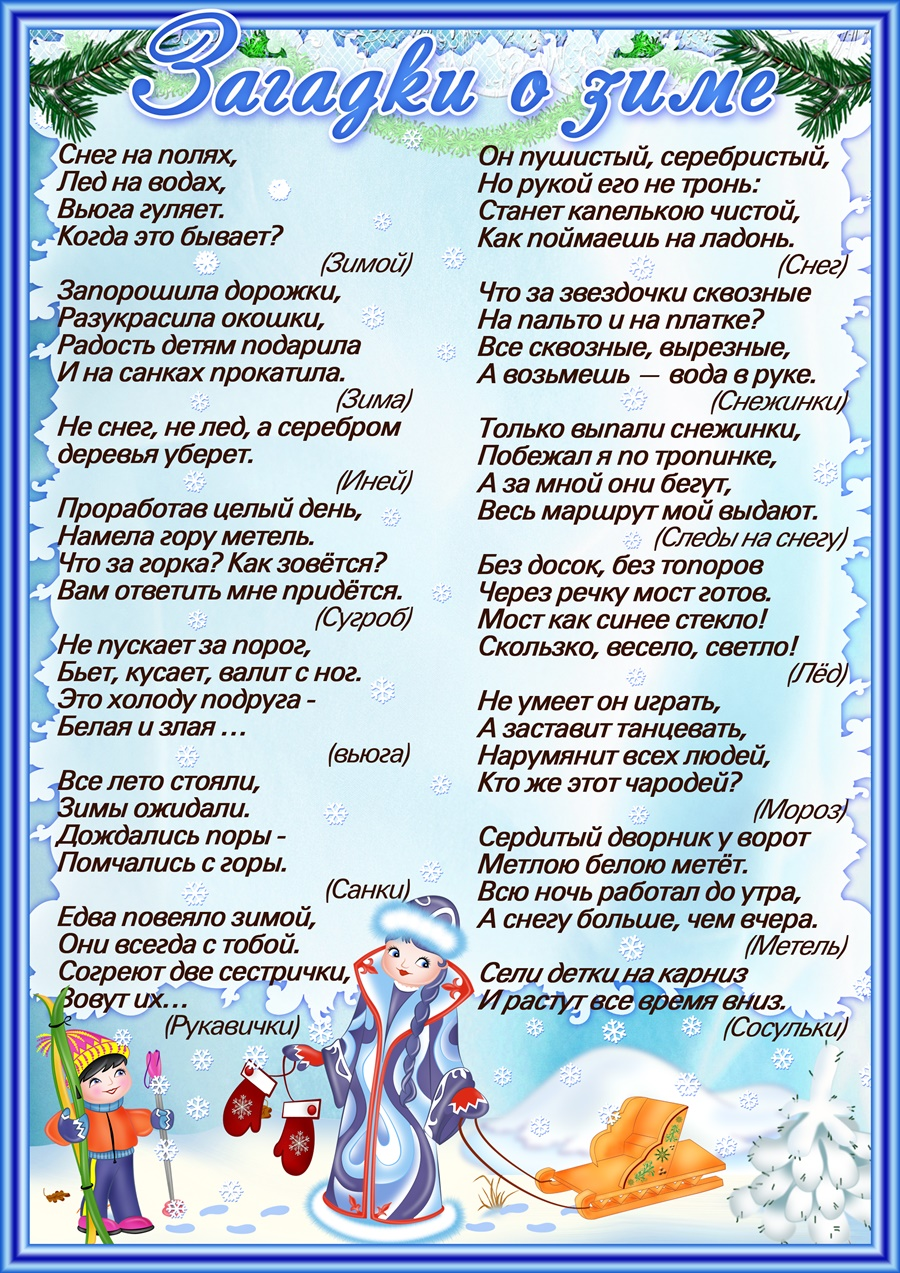 Загадки о зиме
Снег на полях,
Лед на водах,
Вьюга гуляет.
Когда это бывает?
(Зимой)
Запорошила дорожки,
Разукрасила окошки,
Радость детям подарила
И на санках прокатила.
(Зима)
Не снег, не лед, а серебром
деревья уберет.
(Иней)
Проработав целый день,
Намела гору метель.
Что за горка? Как зовётся?
Вам ответить мне придётся.
(Сугроб)
Не пускает за порог,
Бьет, кусает, валит с ног.
Это холоду подруга -
Белая и злая …
(вьюга)
Все лето стояли,
Зимы ожидали.
Дождались поры -
Помчались с горы.
(Санки)
Едва повеяло зимой,
Они всегда с тобой.
Согреют две сестрички,
Зовут их…
(Рукавички)
Он пушистый, серебристый,
Но рукой его не тронь:
Станет капелькою чистой,
Как поймаешь на ладонь.
(Снег)
Что за звездочки сквозные
На пальто и на платке?
Все сквозные, вырезные,
А возьмешь — вода в руке.
(Снежинки)
Только выпали снежинки,
Побежал я по тропинке,
А за мной они бегут,
Весь маршрут мой выдают.
(Следы на снегу)
Без досок, без топоров
Через речку мост готов.
Мост как синее стекло!
Скользко, весело, светло!
(Лёд)
Не умеет он играть,
А заставит танцевать,
Нарумянит всех людей,
Кто же этот чародей?
(Мороз)
Сердитый дворник у ворот
Метлою белою метёт.
Всю ночь работал до утра,
А снегу больше, чем вчера.
(Метель)
Сели детки на карниз
И растут все время вниз.
(Сосульки)